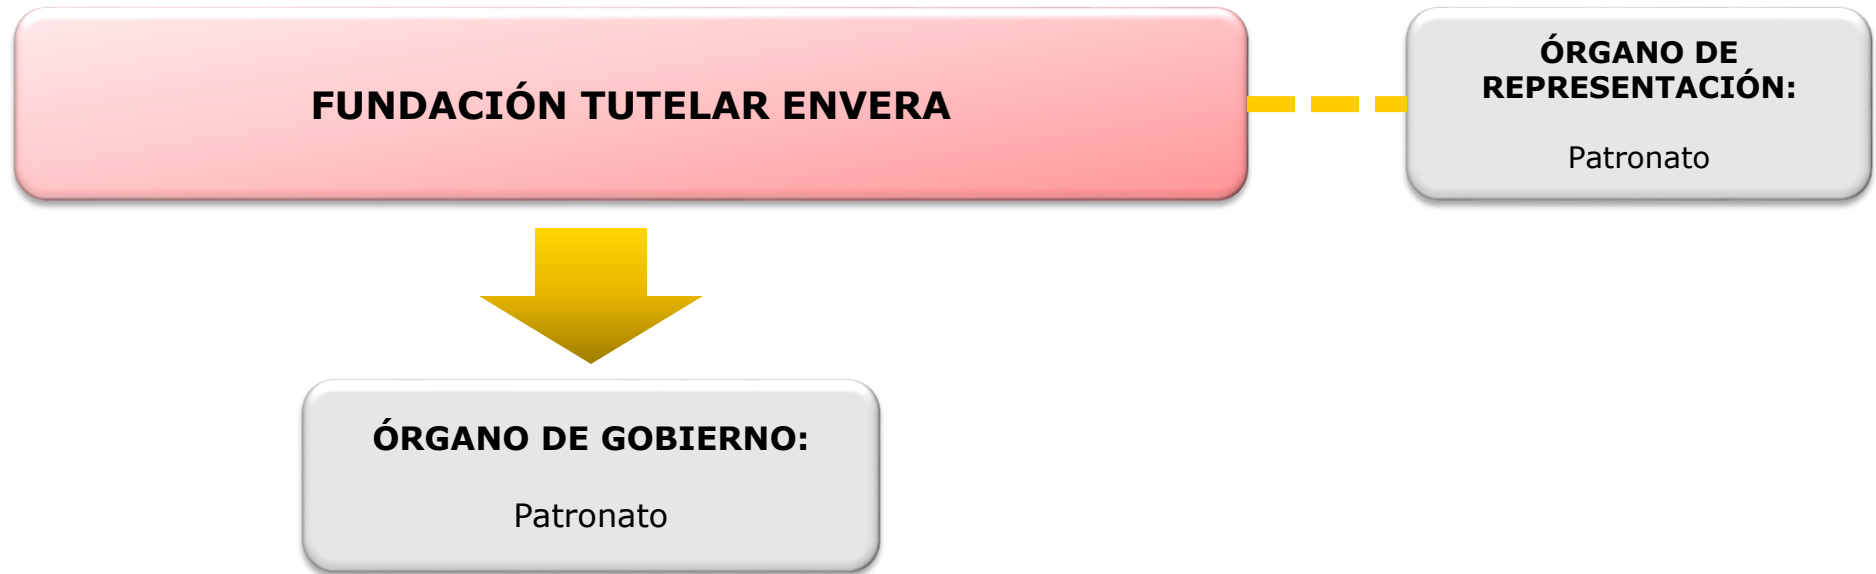 FUNDACIÓN TUTELAR ENVERA
ÓRGANO DE
REPRESENTACIÓN:
Patronato
ÓRGANO DE GOBIERNO:
Patronato